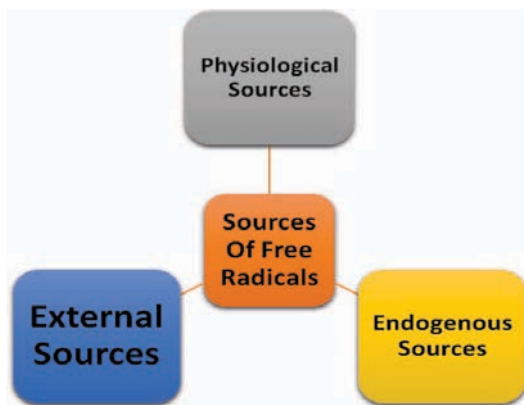 Physiological
Sources
Sources
Of Free
Radicals
External
Sources
Endogenous
Sources